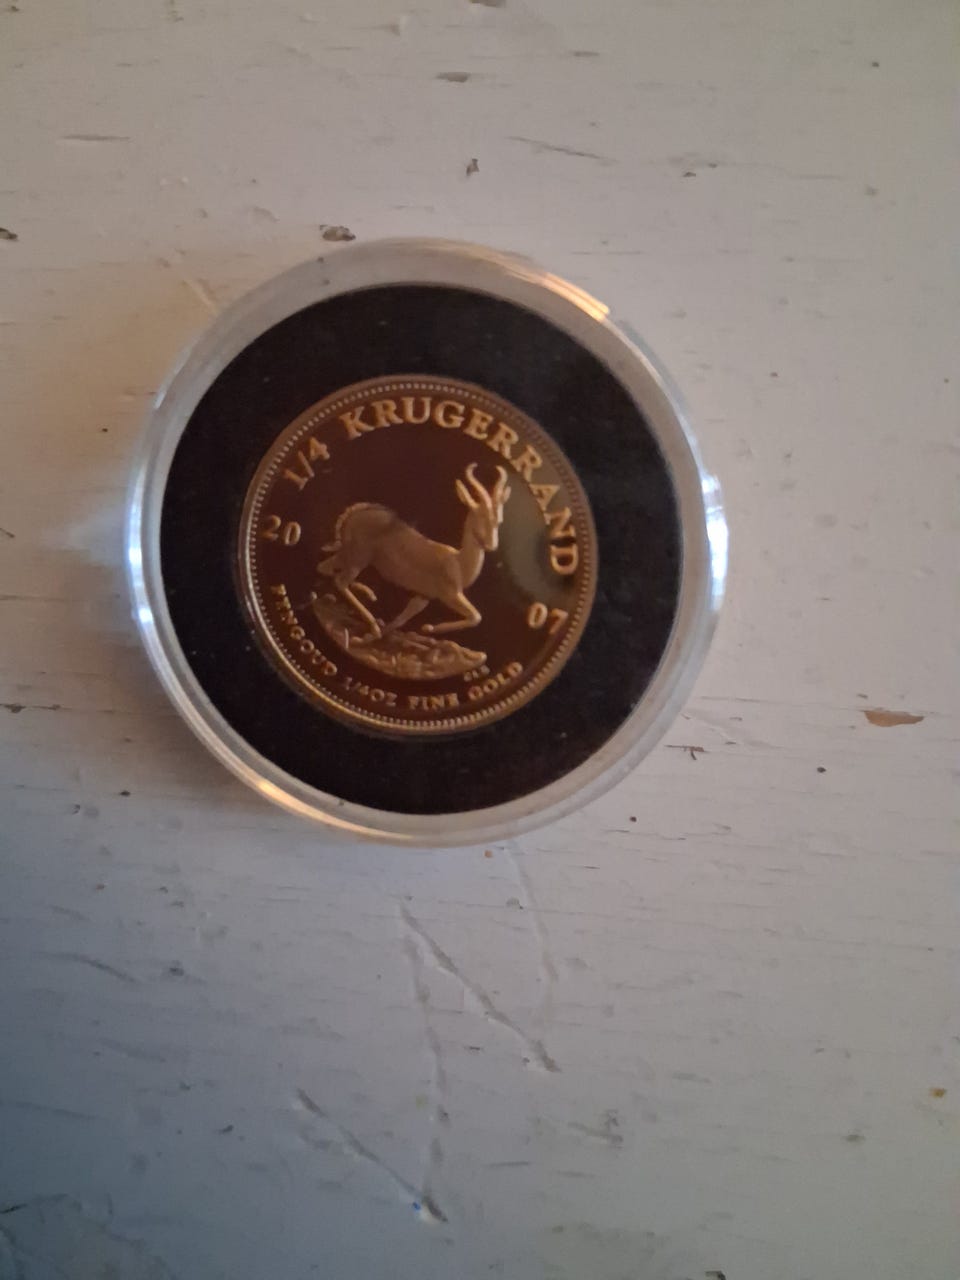 1/4 KRUGERRAND
20 07
FYNGOUD 1/4OZ FINE GOLD